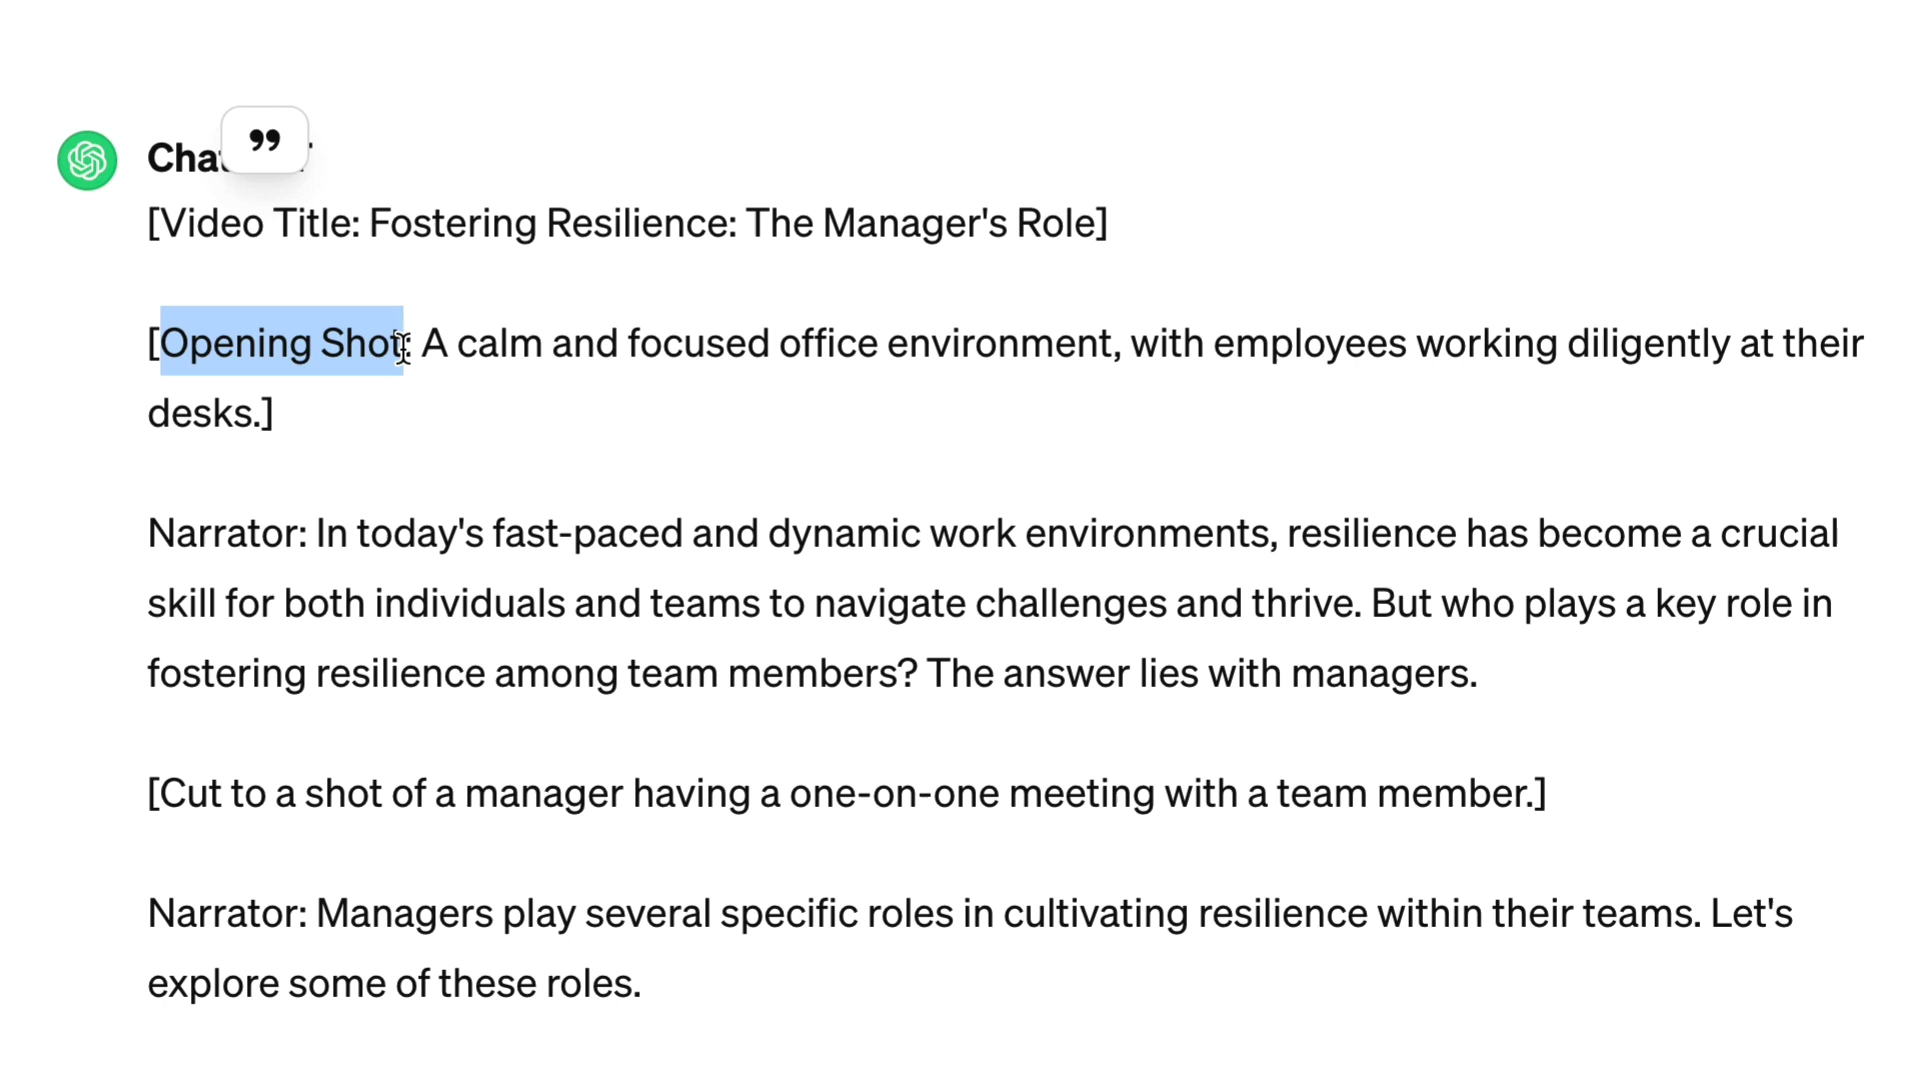 Cha
”
[Video Title: Fostering Resilience: The Manager's Role]
[Opening Shot: A calm and focused office environment, with employees working diligently at their
desks.]
Narrator: In today's fast-paced and dynamic work environments, resilience has become a crucial
skill for both individuals and teams to navigate challenges and thrive. But who plays a key role in
fostering resilience among team members? The answer lies with managers.
[Cut to a shot of a manager having a one-on-one meeting with a team member.]
Narrator: Managers play several specific roles in cultivating resilience within their teams. Let's
explore some of these roles.